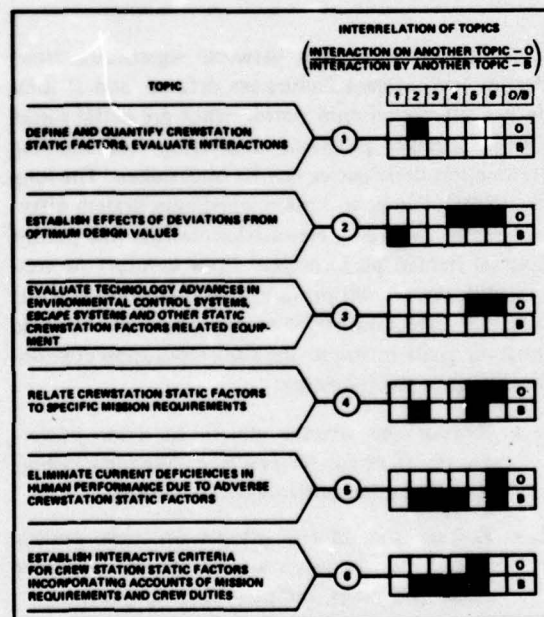 INTERRELATION OF TOPICS
INTERACTION ON ANOTHER TOPIC – O
INTERACTION BY ANOTHER TOPIC – B
TOPIC
1 2 3 4 5 6 O/B
DEFINE AND QUANTIFY CREWSTATION
STATIC FACTORS, EVALUATE INTERACTIONS
1
O
B
ESTABLISH EFFECTS OF DEVIATIONS FROM
OPTIMUM DESIGN VALUES
2
O
B
EVALUATE TECHNOLOGY ADVANCES IN
ENVIRONMENTAL CONTROL SYSTEMS,
ESCAPE SYSTEMS AND OTHER STATIC
CREWSTATION FACTORS RELATED EQUIP-
MENT
3
O
B
RELATE CREWSTATION STATIC FACTORS
TO SPECIFIC MISSION REQUIREMENTS
4
O
B
ELIMINATE CURRENT DEFICIENCIES IN
HUMAN PERFORMANCE DUE TO ADVERSE
CREWSTATION STATIC FACTORS
5
O
B
ESTABLISH INTERACTIVE CRITERIA
FOR CREW STATION STATIC FACTORS
INCORPORATING ACCOUNTS OF MISSION
REQUIREMENTS AND CREW DUTIES
6
O
B